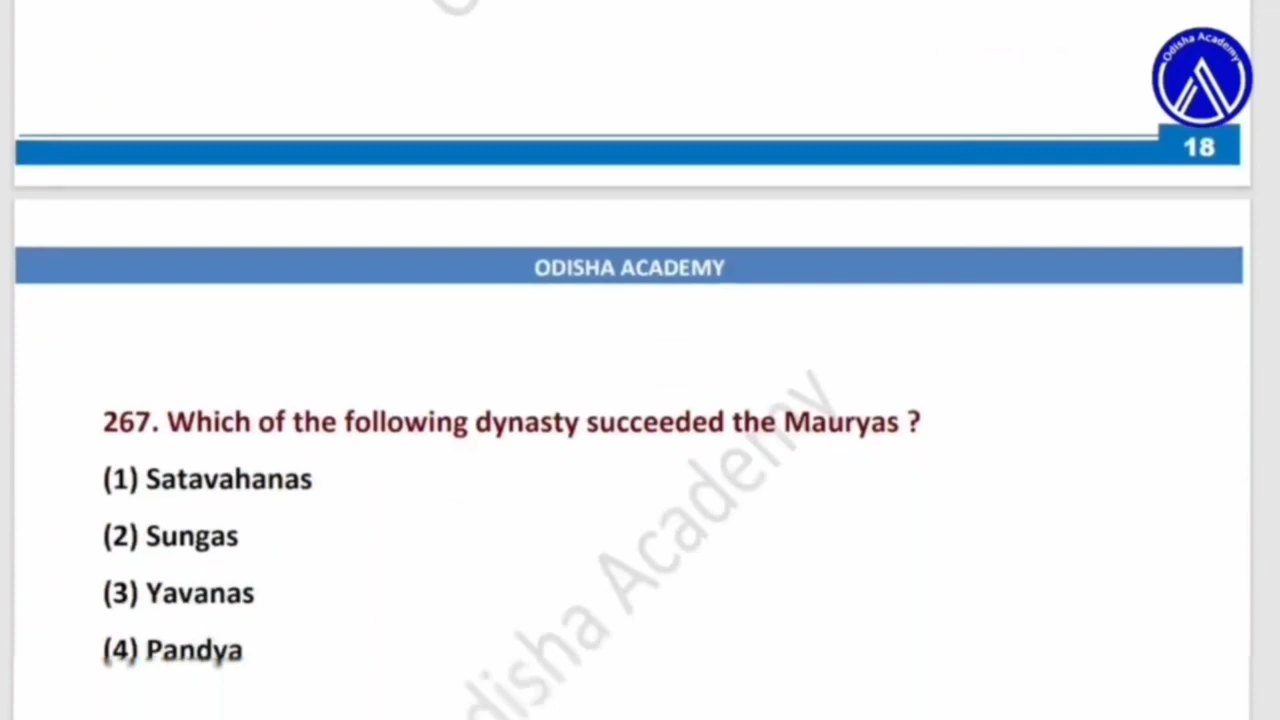 Odisha Academy
18
ODISHA ACADEMY
267. Which of the following dynasty succeeded the Mauryas ?
(1) Satavahanas
(2) Sungas
(3) Yavanas
(4) Pandya
disha Academy